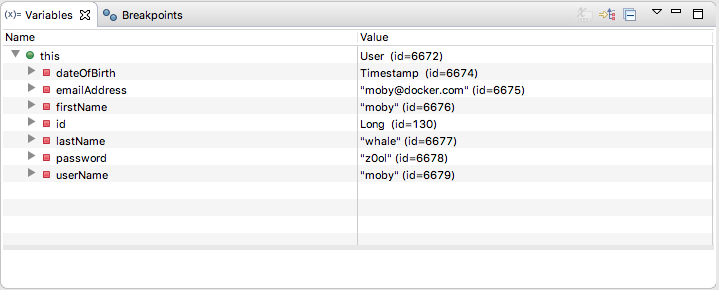 (x)= Variables Breakpoints
Name Value
this User (id=6672)
dateOfBirth Timestamp (id=6674)
emailAddress "moby@docker.com" (id=6675)
firstName "moby" (id=6676)
id Long (id=130)
lastName "whale" (id=6677)
password "z0ol" (id=6678)
userName "moby" (id=6679)